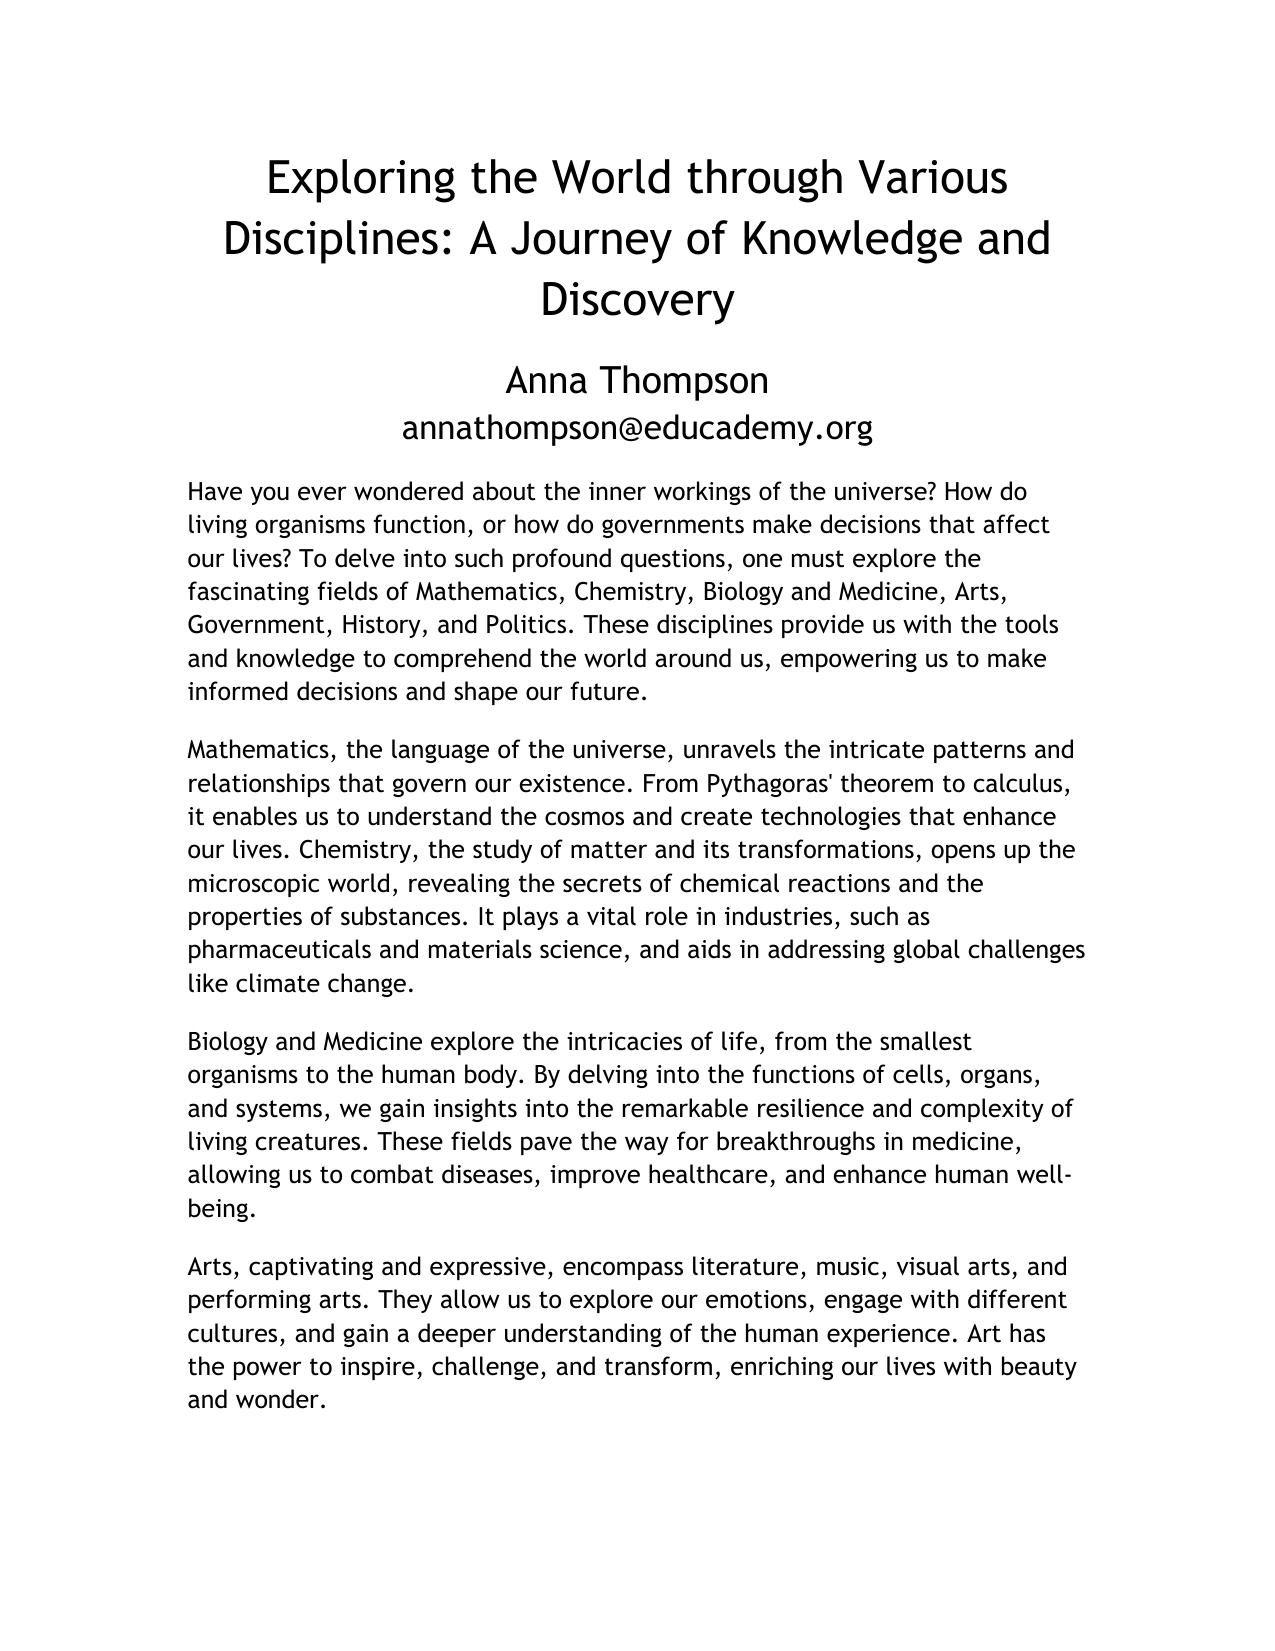 Exploring the World through Various
Disciplines: A Journey of Knowledge and
Discovery
Anna Thompson
annathompson@educademy.org
Have you ever wondered about the inner workings of the universe? How do
living organisms function, or how do governments make decisions that affect
our lives? To delve into such profound questions, one must explore the
fascinating fields of Mathematics, Chemistry, Biology and Medicine, Arts,
Government, History, and Politics. These disciplines provide us with the tools
and knowledge to comprehend the world around us, empowering us to make
informed decisions and shape our future.
Mathematics, the language of the universe, unravels the intricate patterns and
relationships that govern our existence. From Pythagoras' theorem to calculus,
it enables us to understand the cosmos and create technologies that enhance
our lives. Chemistry, the study of matter and its transformations, opens up the
microscopic world, revealing the secrets of chemical reactions and the
properties of substances. It plays a vital role in industries, such as
pharmaceuticals and materials science, and aids in addressing global challenges
like climate change.
Biology and Medicine explore the intricacies of life, from the smallest
organisms to the human body. By delving into the functions of cells, organs,
and systems, we gain insights into the remarkable resilience and complexity of
living creatures. These fields pave the way for breakthroughs in medicine,
allowing us to combat diseases, improve healthcare, and enhance human well-
being.
Arts, captivating and expressive, encompass literature, music, visual arts, and
performing arts. They allow us to explore our emotions, engage with different
cultures, and gain a deeper understanding of the human experience. Art has
the power to inspire, challenge, and transform, enriching our lives with beauty
and wonder.